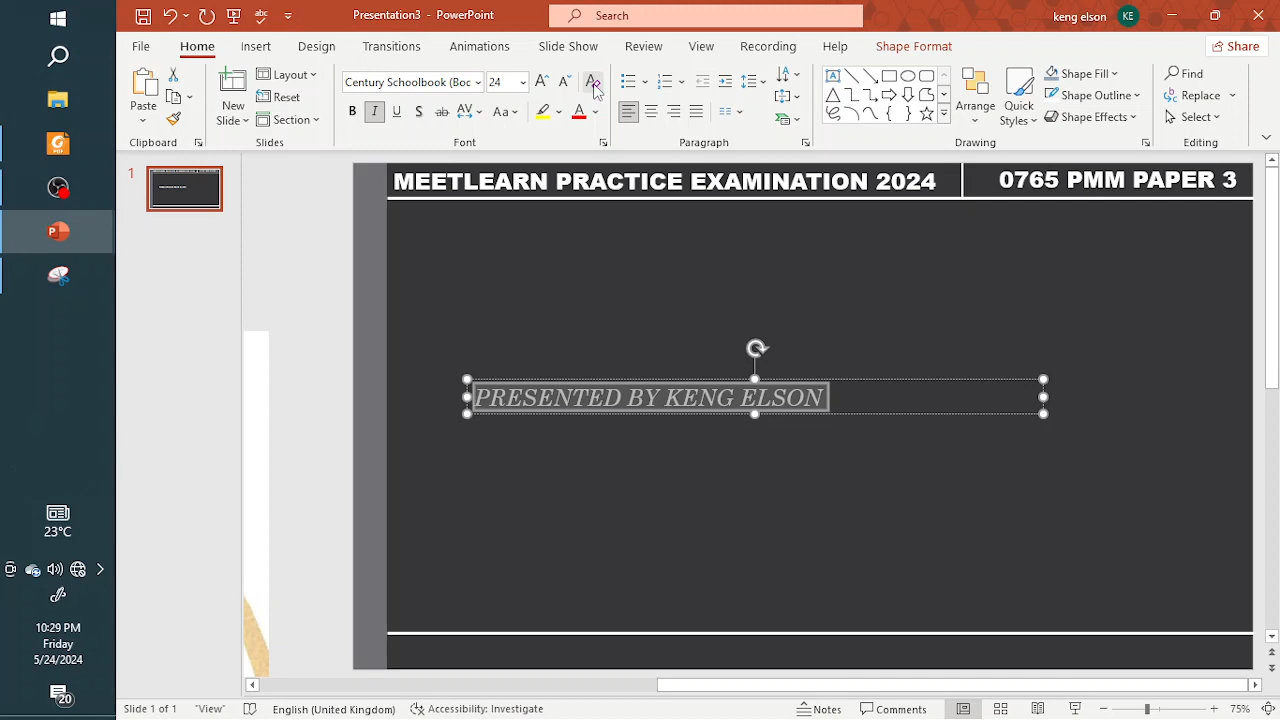 Presentation3 - PowerPoint
Search
keng elson
KE
File
Home
Insert
Design
Transitions
Animations
Slide Show
Review
View
Recording
Help
Shape Format
Share
Paste
New
Slide
Layout
Reset
Section
Century Schoolbook (Boc
24
Arrange
Quick
Styles
Shape Fill
Shape Outline
Shape Effects
Find
Replace
Select
Clipboard
Slides
Font
Paragraph
Drawing
Editing
1
MEETLEARN PRACTICE EXAMINATION 2024
0765 PMM PAPER 3
PRESENTED BY KENG ELSON
23°C
10:29 PM
Friday
5/24/2024
20
Slide 1 of 1
"View"
English (United Kingdom)
Accessibility: Investigate
Notes
Comments
75%